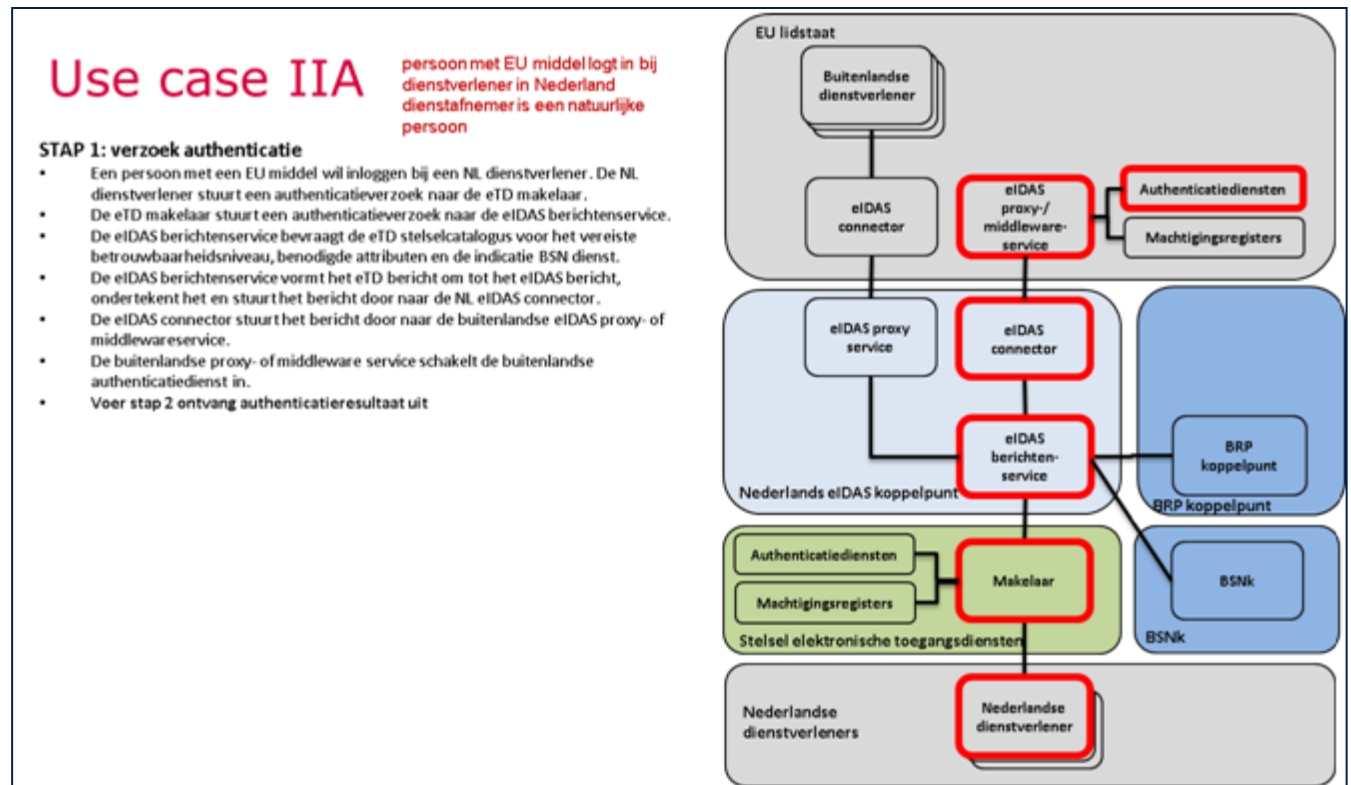 Use case IIA
persoon met EU middel logt in bij
dienstverlener in Nederland
dienstafnemer is een natuurlijke
persoon
STAP 1: verzoek authenticatie
• Een persoon met een EU middel wil inloggen bij een NL dienstverlener. De NL
dienstverlener stuurt een authenticatieverzoek naar de eTD makelaar.
• De eTD makelaar stuurt een authenticatieverzoek naar de eIDAS berichtenservice.
• De eIDAS berichtenservice bevraagt de eTD stelselcatalogus voor het vereiste
betrouwbaarheidsniveau, benodigde attributen en de indicatie BSN dienst.
• De eIDAS berichtenservice vormt het eTD bericht om tot het eIDAS bericht,
ondertekent het en stuurt het bericht door naar de NL eIDAS connector.
• De eIDAS connector stuurt het bericht door naar de buitenlandse eIDAS proxy- of
middlewareservice.
• De buitenlandse proxy- of middleware service schakelt de buitenlandse
authenticatiedienst in.
• Voer stap 2 ontvang authenticatieresultaat uit
EU lidstaat
Buitenlandse
dienstverlener
eIDAS
connector
eIDAS
proxy-/
middleware-
service
Authenticatiediensten
Machtigingsregisters
eIDAS proxy
service
eIDAS
connector
eIDAS
berichten-
service
Nederlands eIDAS koppelpunt
BRP
koppelpunt
BRP koppelpunt
Authenticatiediensten
Machtigingsregisters
Makelaar
Stelsel elektronische toegangsdiensten
BSNk
BSNk
Nederlandse
dienstverleners
Nederlandse
dienstverlener